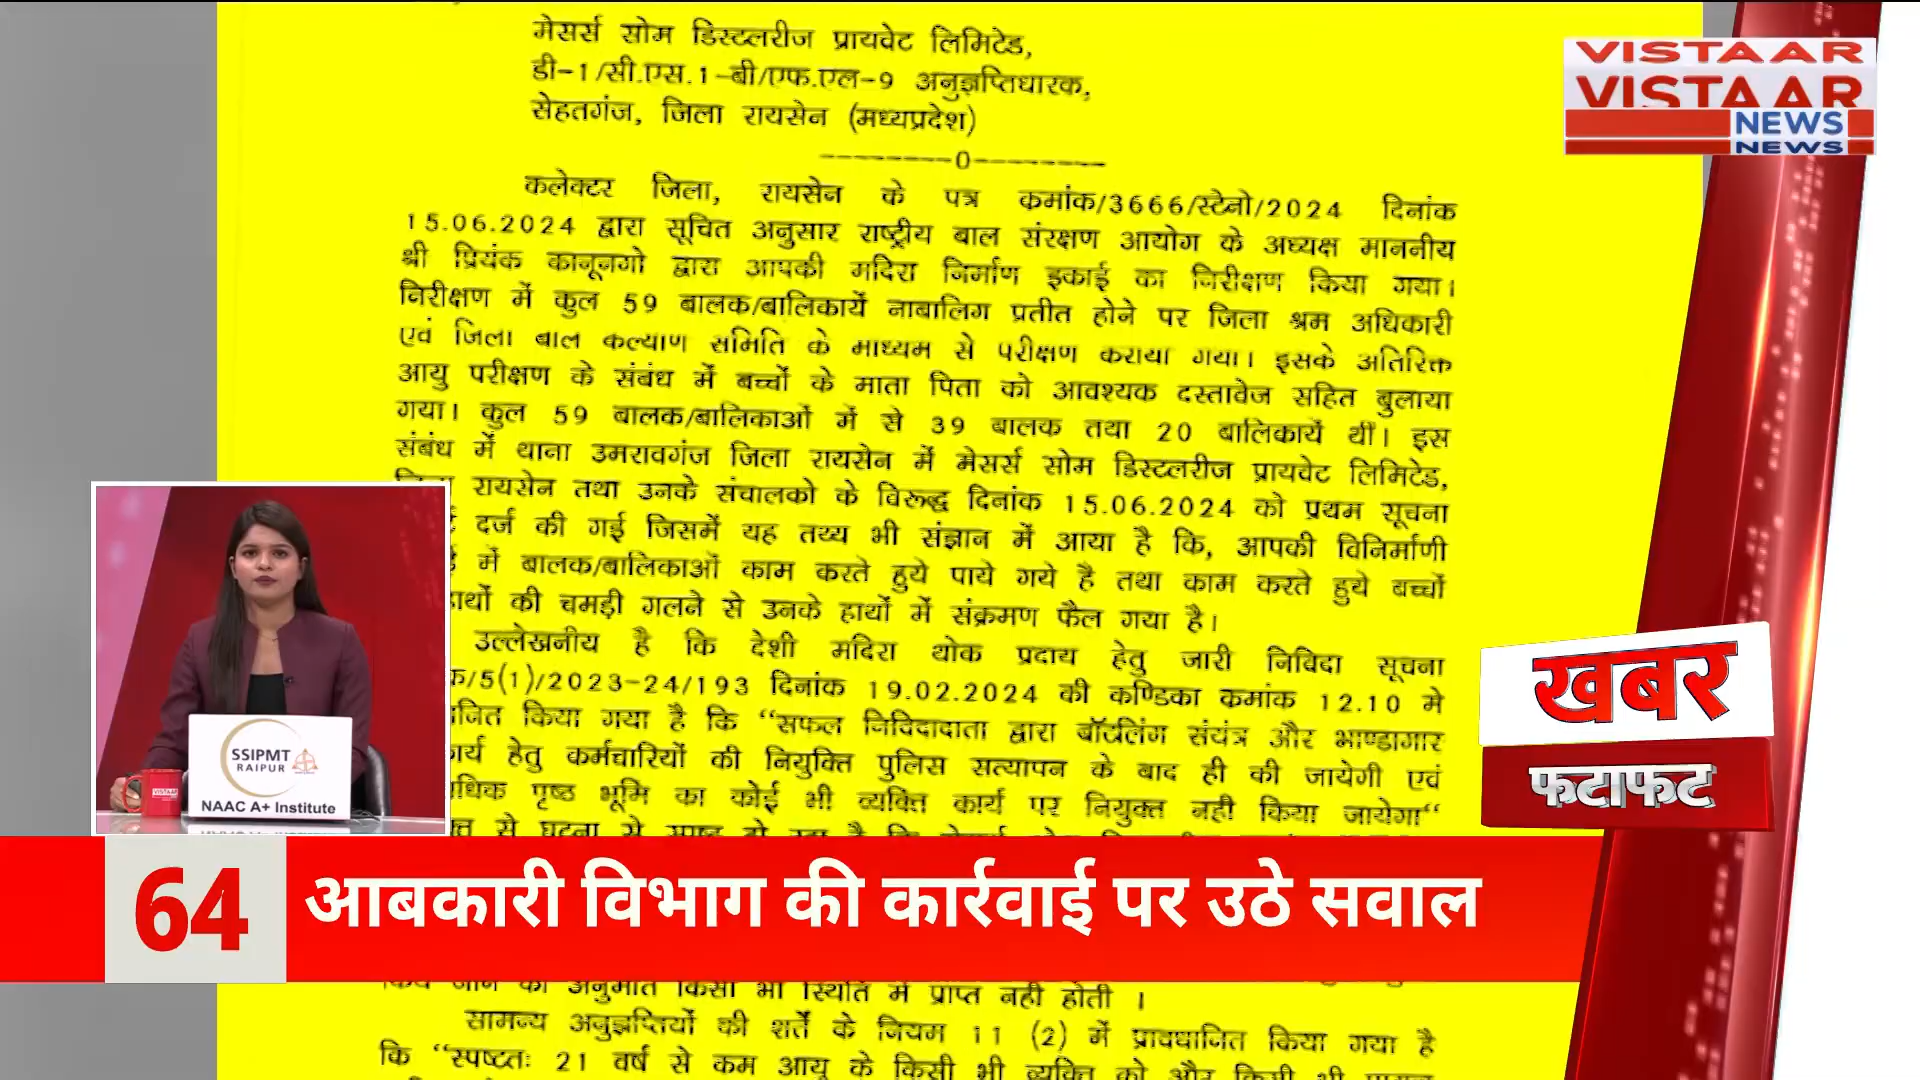 मेसर्स सोम डिस्टलरीज प्रायवेट लिमिटेड,
डी-1/सी.एस.1-बी/एफ.एल-9 अनुज्ञप्तिधारक,
सेहतगंज, जिला रायसेन (मध्यप्रदेश)
--------0--------
कलेक्टर जिला, रायसेन के पत्र क्रमांक/3666/स्टेनो/2024 दिनांक
15.06.2024 द्वारा सूचित अनुसार राष्ट्रीय बाल संरक्षण आयोग के अध्यक्ष माननीय
श्री प्रियंक कानूनगो द्वारा आपकी मदिरा निर्माण इकाई का निरीक्षण किया गया।
निरीक्षण में कुल 59 बालक/बालिकायें नाबालिग प्रतीत होने पर जिला श्रम अधिकारी
एवं जिला बाल कल्याण समिति के माध्यम से परीक्षण कराया गया। इसके अतिरिक्त
आयु परीक्षण के संबंध में बच्चों के माता पिता को आवश्यक दस्तावेज सहित बुलाया
गया। कुल 59 बालक/बालिकाओं में से 39 बालक तथा 20 बालिकायें थीं। इस
संबंध में थाना उमरावगंज जिला रायसेन में मेसर्स सोम डिस्टलरीज प्रायवेट लिमिटेड,
रायसेन तथा उनके संचालको के विरूद्ध दिनांक 15.06.2024 को प्रथम सूचना
दर्ज की गई जिसमें यह तथ्य भी संज्ञान में आया है कि, आपकी विनिर्माणी
में बालक/बालिकाओं काम करते हुये पाये गये है तथा काम करते हुये बच्चों
की चमड़ी गलने से उनके हाथों में संक्रमण फैल गया है।
उल्लेखनीय है कि देशी मदिरा थोक प्रदाय हेतु जारी निविदा सूचना
/5(1)/2023-24/193 दिनांक 19.02.2024 की कण्डिका क्रमांक 12.10 मे
किया गया है कि “सफल निविदादाता द्वारा बॉटलिंग संयंत्र और भाण्डागार
हेतु कर्मचारियों की नियुक्ति पुलिस सत्यापन के बाद ही की जायेगी एवं
पृष्ठ भूमि का कोई भी व्यक्ति कार्य पर नियुक्त नही किया जायेगा“
अनुमति किसी भी स्थिति में प्राप्त नही होती ।
सामन्य अनुज्ञप्तियों की शर्तें के नियम 11 (2) में प्रावधानित किया गया है
कि “स्पष्टतः 21 वर्ष से कम आयु के किसी भी व्यक्ति को और किसी भी
VISTAAR
VISTAAR
NEWS
NEWS
SSIPMT
RAIPUR
NAAC A+ Institute
VISTAAR
खबर
फटाफट
64
आबकारी विभाग की कार्रवाई पर उठे सवाल